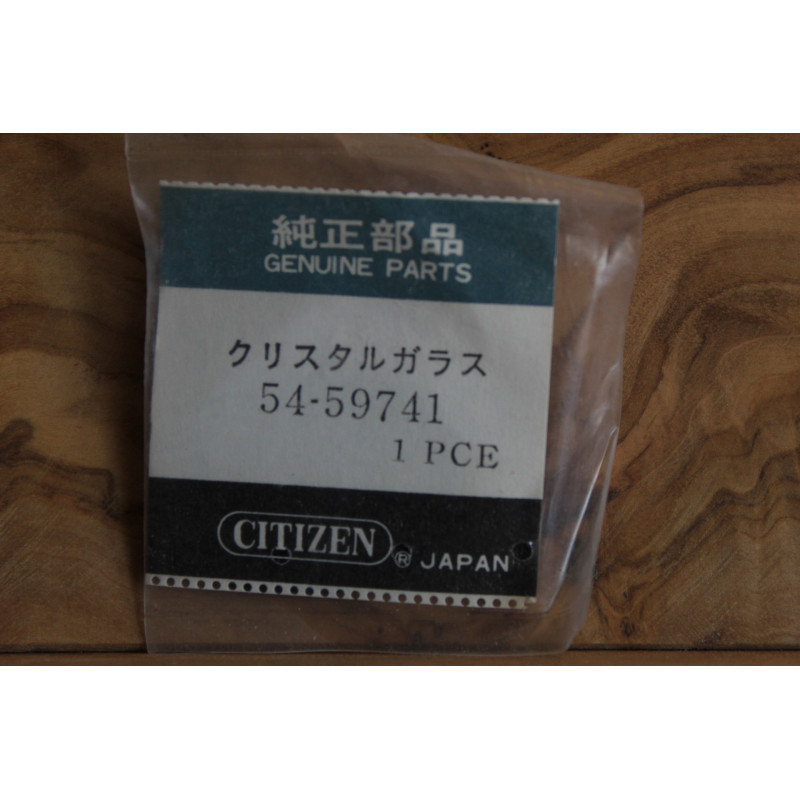 純正部品
GENUINE PARTS
クリスタルガラス
54-59741
1 PCE
CITIZEN ® JAPAN